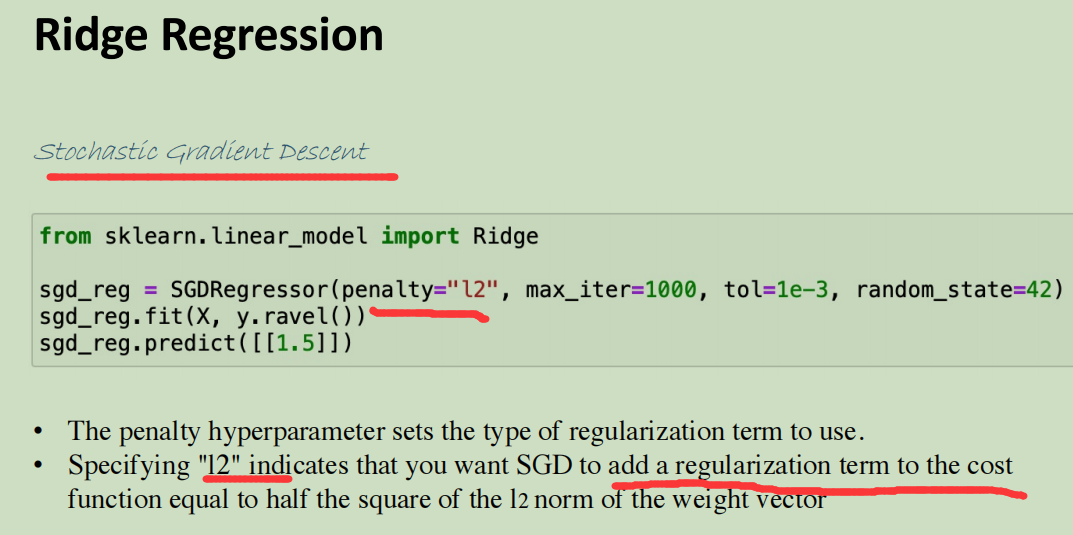 Ridge Regression
Stochastic Gradient Descent
from sklearn.linear_model import Ridge
sgd_reg = SGDRegressor(penalty="l2", max_iter=1000, tol=1e-3, random_state=42)
sgd_reg.fit(X, y.ravel())
sgd_reg.predict([[1.5]])
• The penalty hyperparameter sets the type of regularization term to use.
• Specifying "l2" indicates that you want SGD to add a regularization term to the cost
function equal to half the square of the l2 norm of the weight vector